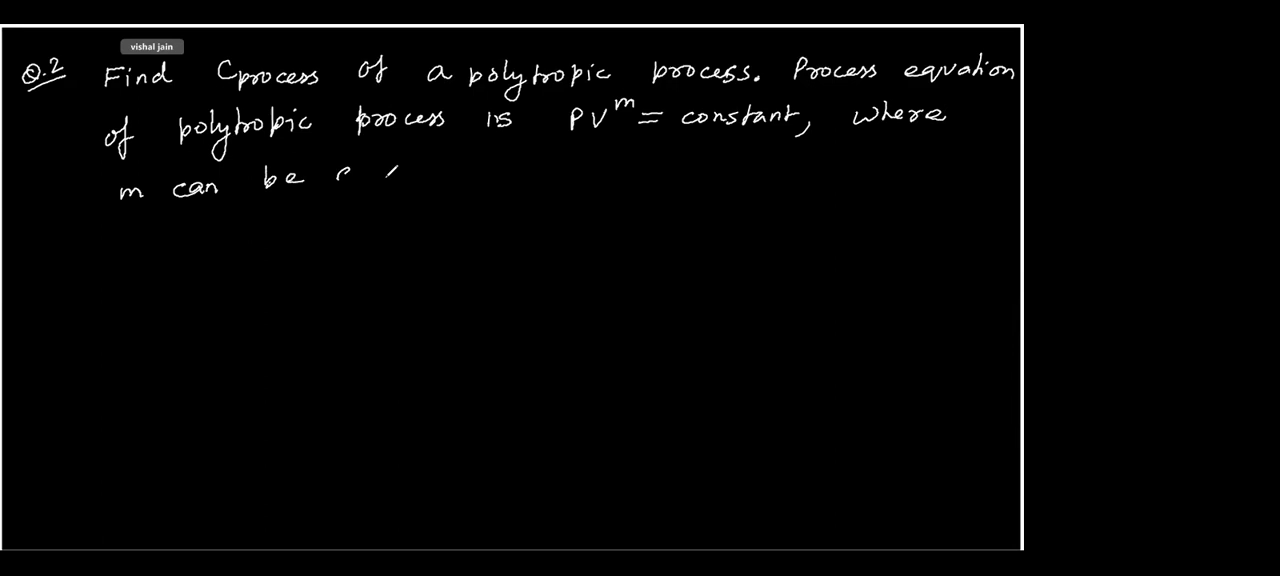 vishal jain
Q.2 Find Cprocess of a polytropic process. Process equation
of polytropic process is PV^m = constant, where
m can be